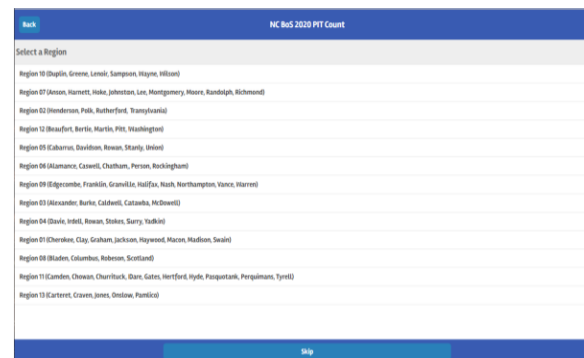 Back
NC BoS 2020 PIT Count
Select a Region
Region 10 (Duplin, Greene, Lenoir, Sampson, Wayne, Wilson)
Region 07 (Anson, Harnett, Hoke, Johnston, Lee, Montgomery, Moore, Randolph, Richmond)
Region 02 (Henderson, Polk, Rutherford, Transylvania)
Region 12 (Beaufort, Bertie, Martin, Pitt, Washington)
Region 05 (Cabarrus, Davidson, Rowan, Stanly, Union)
Region 06 (Alamance, Caswell, Chatham, Person, Rockingham)
Region 09 (Edgecombe, Franklin, Granville, Halifax, Nash, Northampton, Vance, Warren)
Region 03 (Alexander, Burke, Caldwell, Catawba, McDowell)
Region 04 (Davie, Iredell, Rowan, Stokes, Surry, Yadkin)
Region 01 (Cherokee, Clay, Graham, Jackson, Haywood, Macon, Madison, Swain)
Region 08 (Bladen, Columbus, Robeson, Scotland)
Region 11 (Camden, Chowan, Churrituck, Dare, Gates, Hertford, Hyde, Pasquotank, Perquimans, Tyrell)
Region 13 (Carteret, Craven, Jones, Onslow, Pamlico)
Skip